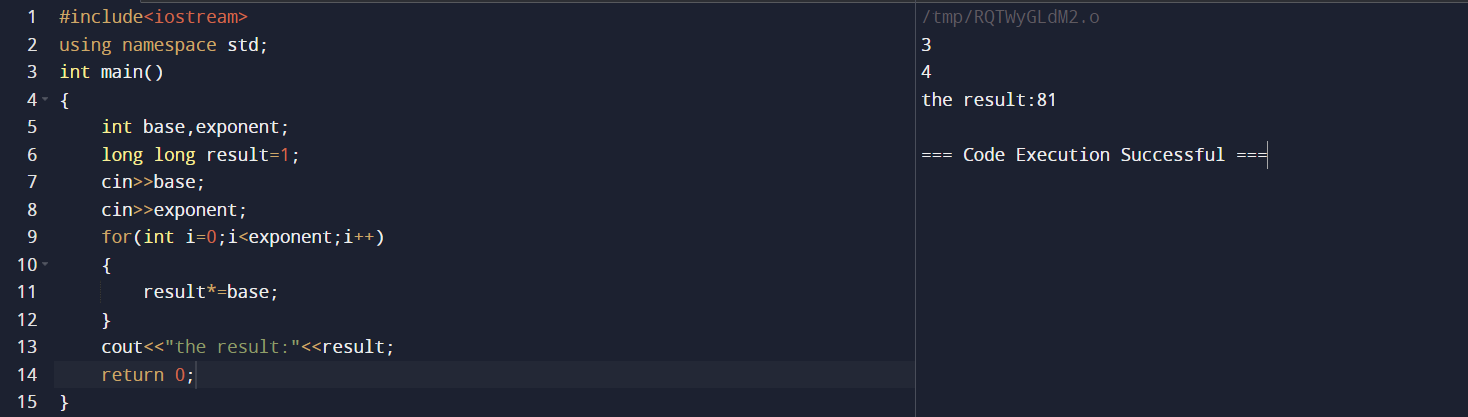 1 #include<iostream>
2 using namespace std;
3 int main()
4 {
5     int base,exponent;
6     long long result=1;
7     cin>>base;
8     cin>>exponent;
9     for(int i=0;i<exponent;i++)
10     {
11         result*=base;
12     }
13     cout<<"the result:"<<result;
14     return 0;
15 }
/tmp/RQTWyGLdM2.o
3
4
the result:81
=== Code Execution Successful ===